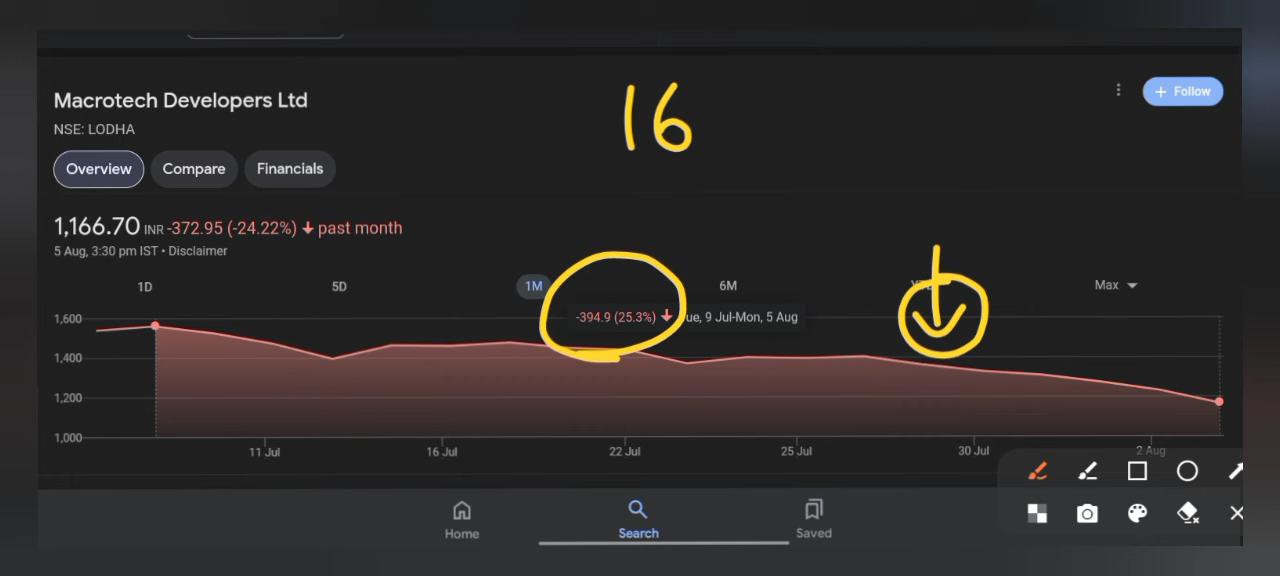 16
Macrotech Developers Ltd
+ Follow
NSE: LODHA
Overview Compare Financials
1,166.70 INR -372.95 (-24.22%) ↓ past month
5 Aug, 3:30 pm IST • Disclaimer
1D 5D 1M 6M Max
-394.9 (25.3%) ↓ ue, 9 Jul-Mon, 5 Aug
1,600
1,400
1,200
1,000
11 Jul 16 Jul 22 Jul 25 Jul 30 Jul 2 Aug
Home Search Saved